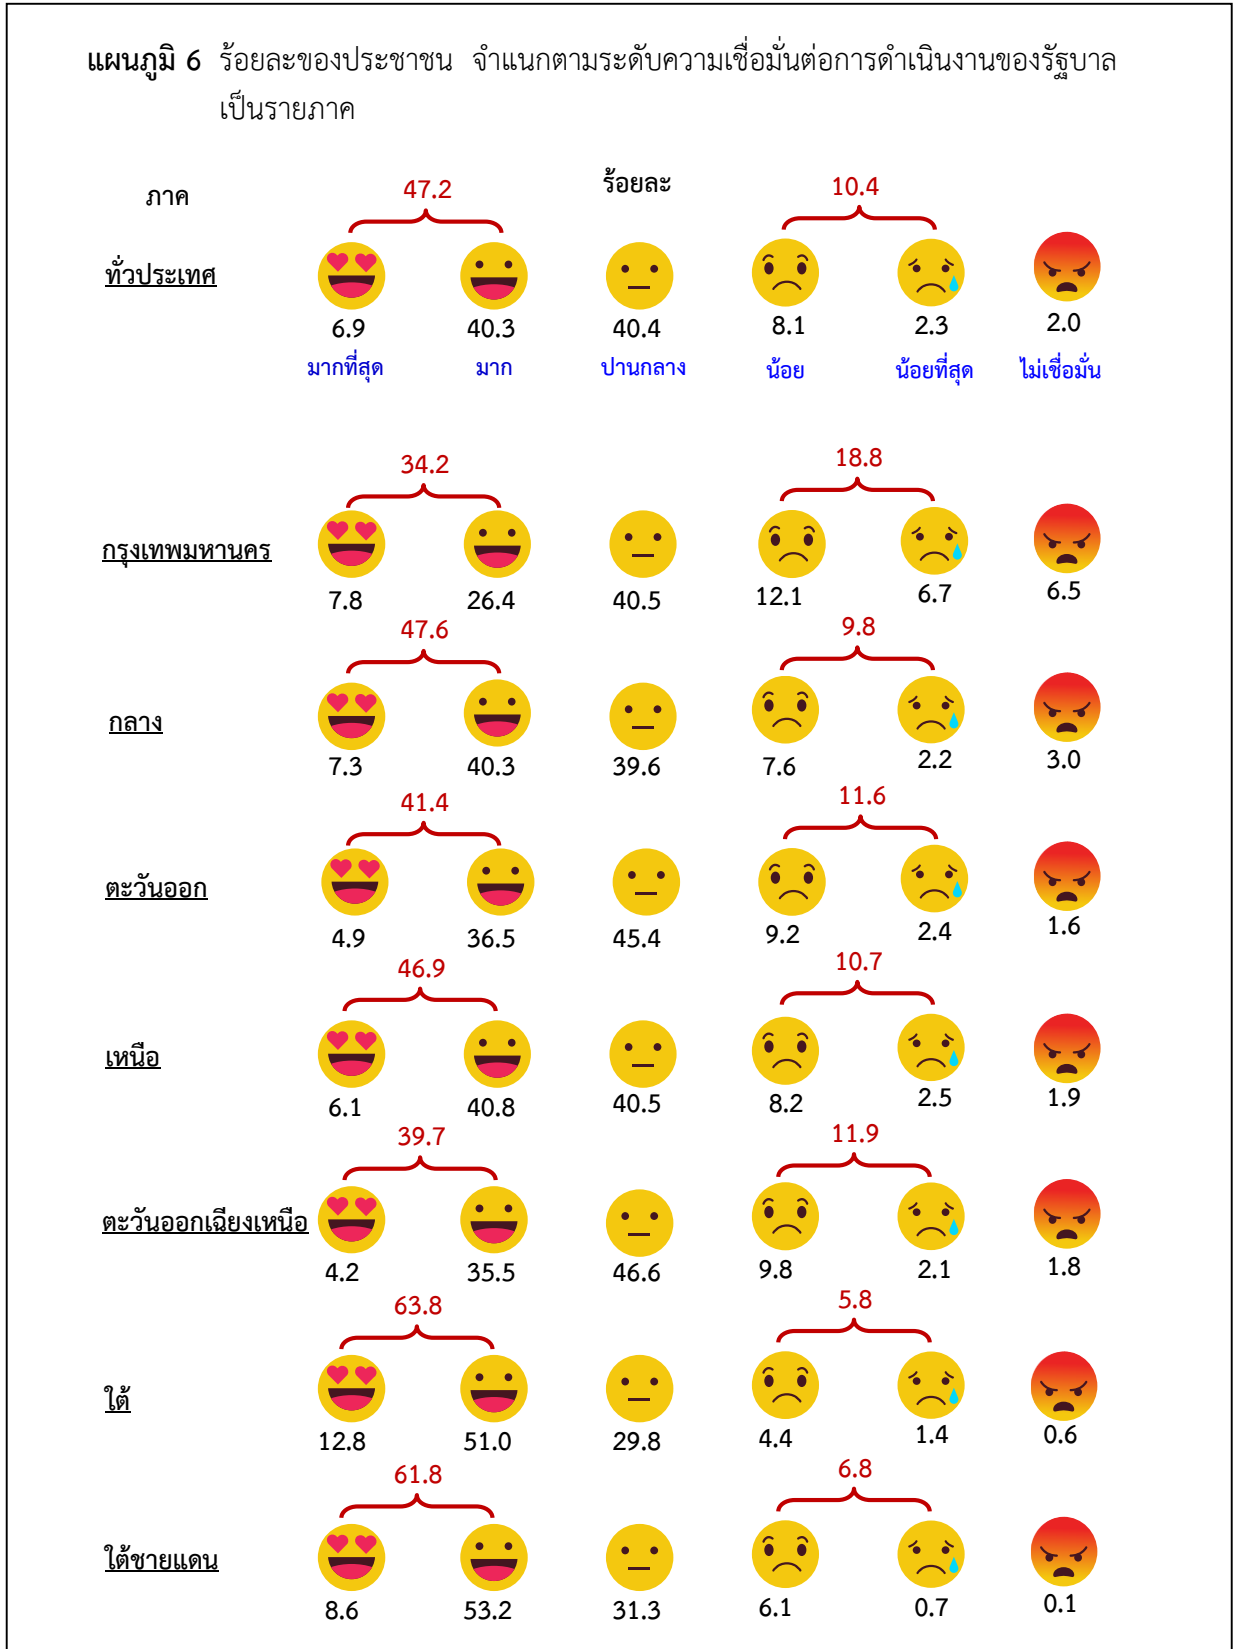 แผนภูมิ 6 ร้อยละของประชาชน จำแนกตามระดับความเชื่อมั่นต่อการดำเนินงานของรัฐบาล
เป็นรายภาค
ภาค 47.2 ร้อยละ 10.4
ทั่วประเทศ
6.9 40.3 40.4 8.1 2.3 2.0
มากที่สุด มาก ปานกลาง น้อย น้อยที่สุด ไม่เชื่อมั่น
34.2 18.8
กรุงเทพมหานคร
7.8 26.4 40.5 12.1 6.7 6.5
47.6 9.8
กลาง
7.3 40.3 39.6 7.6 2.2 3.0
41.4 11.6
ตะวันออก
4.9 36.5 45.4 9.2 2.4 1.6
46.9 10.7
เหนือ
6.1 40.8 40.5 8.2 2.5 1.9
39.7 11.9
ตะวันออกเฉียงเหนือ
4.2 35.5 46.6 9.8 2.1 1.8
63.8 5.8
ใต้
12.8 51.0 29.8 4.4 1.4 0.6
61.8 6.8
ใต้ชายแดน
8.6 53.2 31.3 6.1 0.7 0.1